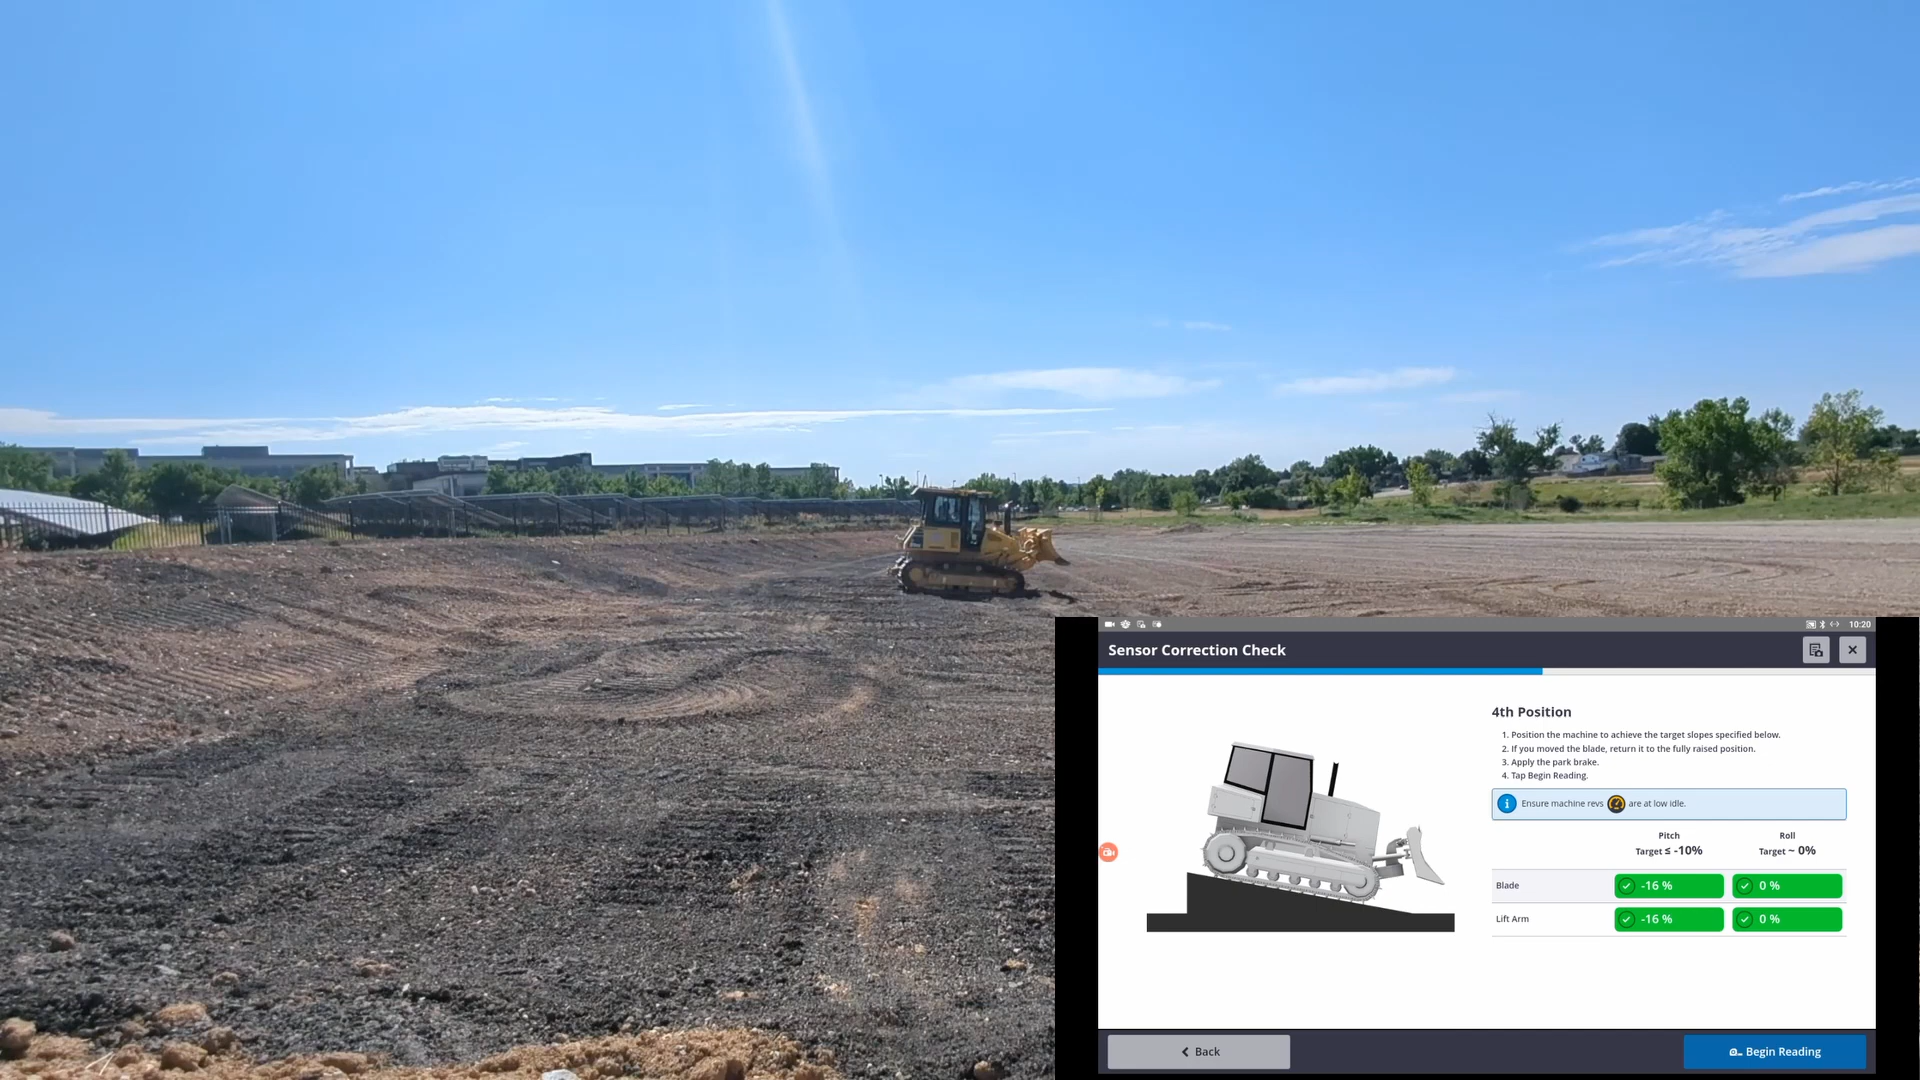 10:20
Sensor Correction Check
4th Position
1. Position the machine to achieve the target slopes specified below.
2. If you moved the blade, return it to the fully raised position.
3. Apply the park brake.
4. Tap Begin Reading.
Ensure machine revs are at low idle.
Pitch Roll
Target ≤ -10% Target ~ 0%
Blade -16 % 0 %
Lift Arm -16 % 0 %
Back
Begin Reading